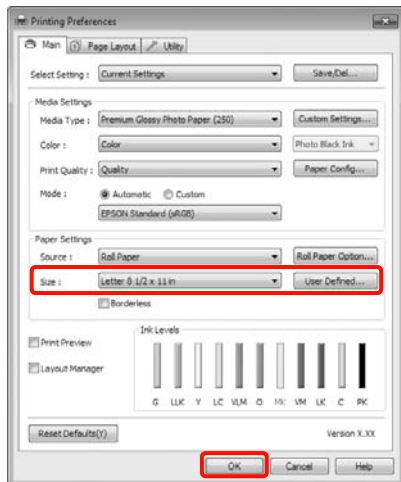 Printing Preferences
Main Page Layout Utility
Select Setting : Current Settings Save/Del...
Media Settings
Media Type : Premium Glossy Photo Paper (250) Custom Settings...
Color : Color Photo Black Ink
Print Quality : Quality Paper Config...
Mode : Automatic Custom
EPSON Standard (sRGB)
Paper Settings
Source : Roll Paper Roll Paper Option...
Size : Letter 8 1/2 x 11 in User Defined...
Borderless
Print Preview
Layout Manager
Ink Levels
G LLK Y LC VLM O MK VM LK C PK
Reset Defaults(Y) Version X.XX
OK Cancel Help